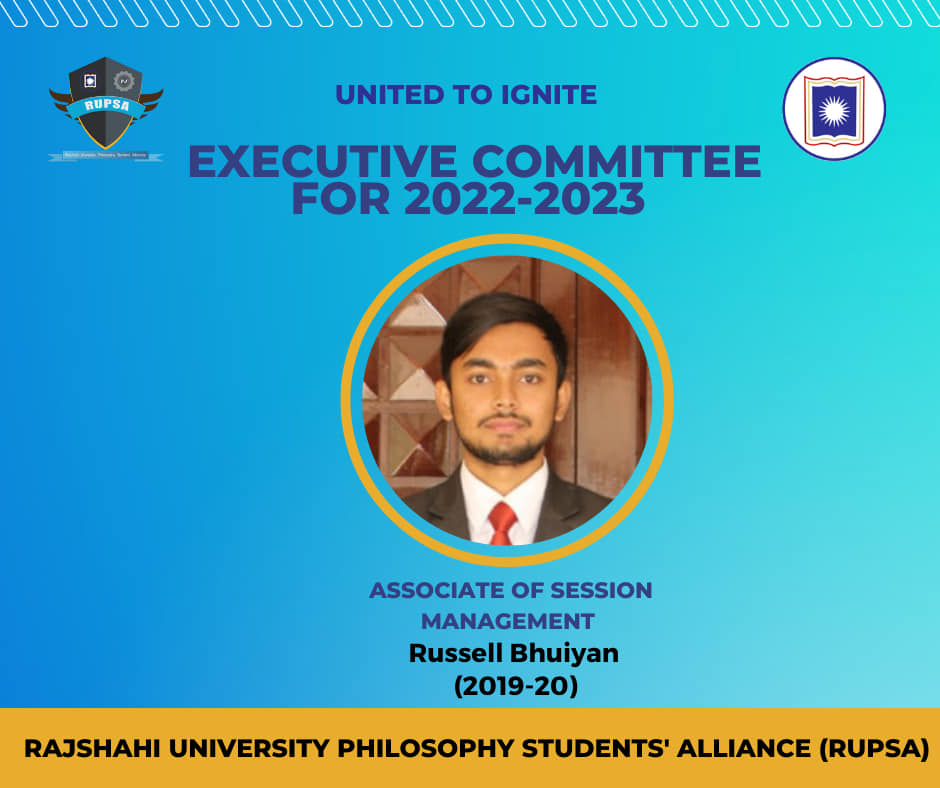 RUPSA
UNITED TO IGNITE
EXECUTIVE COMMITTEE
FOR 2022-2023
ASSOCIATE OF SESSION
MANAGEMENT
Russell Bhuiyan
(2019-20)
RAJSHAHI UNIVERSITY PHILOSOPHY STUDENTS' ALLIANCE (RUPSA)